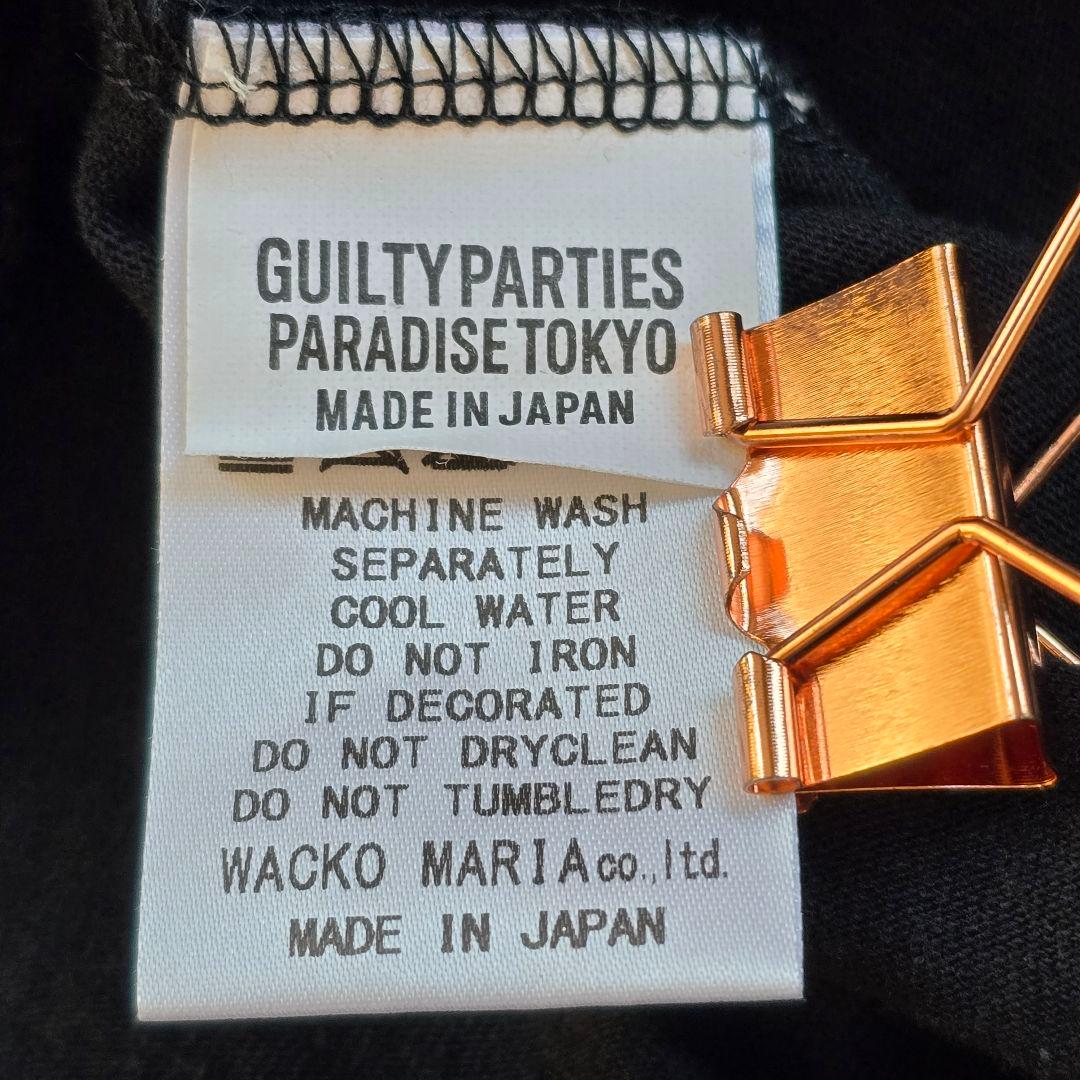 GUILTY PARTIES
PARADISE TOKYO
MADE IN JAPAN
MACHINE WASH
SEPARATELY
COOL WATER
DO NOT IRON
IF DECORATED
DO NOT DRYCLEAN
DO NOT TUMBLEDRY
WACKO MARIA co.,ltd.
MADE IN JAPAN